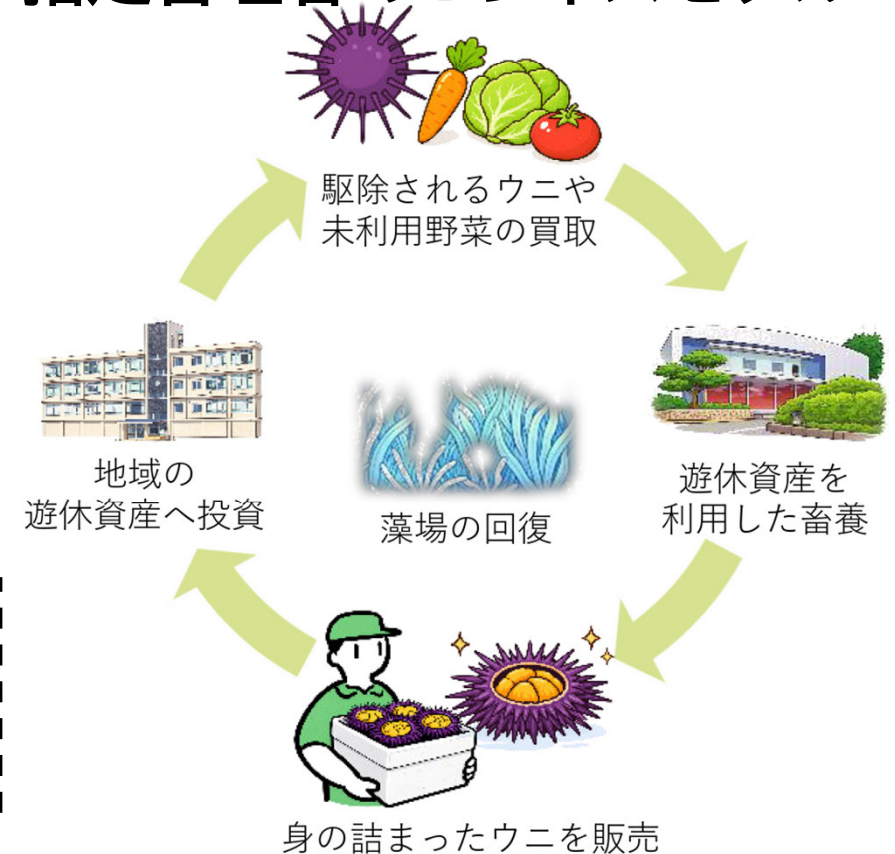 駆除されるウニや
未利用野菜の買取
遊休資産を
利用した畜養
身の詰まったウニを販売
地域の
遊休資産へ投資
藻場の回復